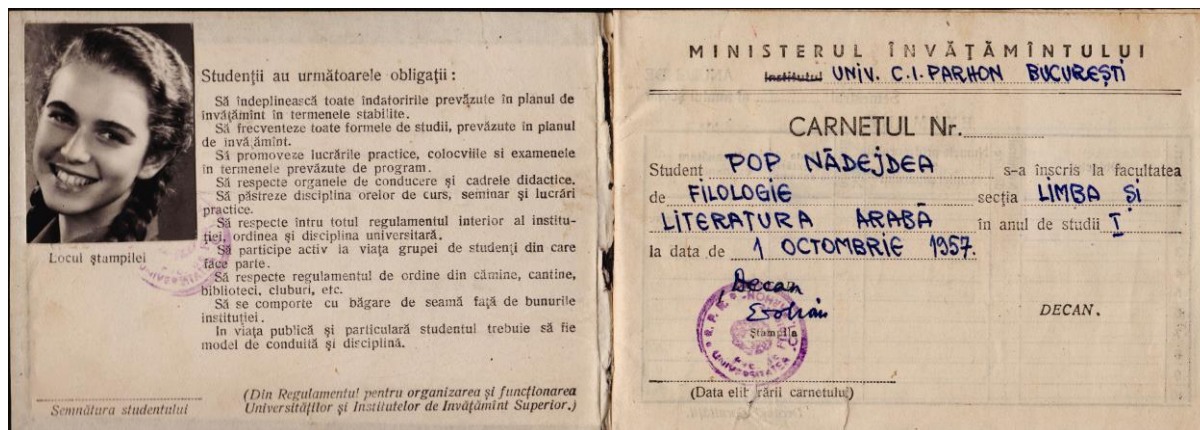 Studenții au următoarele obligații :
Să îndeplinească toate îndatoririle prevăzute în planul de
învățămînt în termenele stabilite.
Să frecventeze toate formele de studii, prevăzute în planul
de învă ămînt.
Să promoveze lucrările practice, colocviile si examenele
în termenele prevăzute de program.
Să respecte organele de conducere și cadrele didactice.
Să păstreze disciplina orelor de curs, seminar și lucrări
practice.
Să respecte întru totul regulamentul interior al institu-
ției, ordinea și disciplina universitară.
Să participe activ la viața grupei de studenți din care
face parte.
Să respecte regulamentul de ordine din cămine, cantine,
biblioteci, cluburi, etc.
Să se comporte cu băgare de seamă față de bunurile
instituției.
In viața publică și particulară studentul trebuie să fie
model de conduită și disciplină.
Locul ștampilei
(Din Regulamentul pentru organizarea și funcționarea
Universităților și Institutelor de Invățămînt Superior.)
Semnătura studentului
MINISTERUL ÎNVĂȚĂMÎNTULUI
Institutul UNIV. C.I. PARHON BUCUREȘTI
CARNETUL Nr.
Student POP NĂDEJDEA s-a înscris la facultatea
de FILOLOGIE secția LIMBA SI
LITERATURA ARABĂ în anul de studii I
la data de 1 OCTOMBRIE 1957.
Decan
DECAN.
Ștampila
(Data eliberării carnetului)